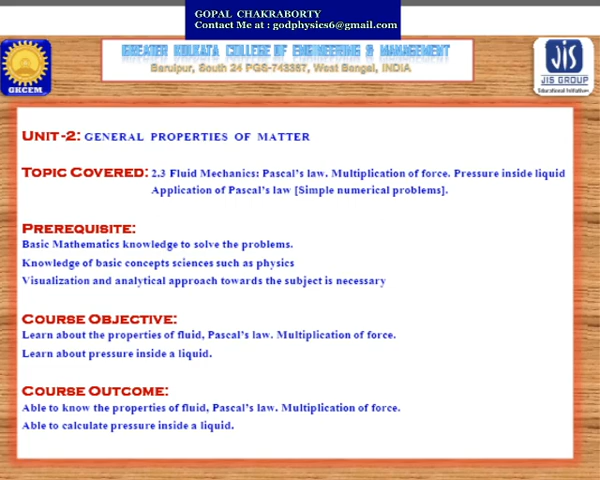 GOPAL CHAKRABORTY
Contact Me at : godphysics6@gmail.com
GREATER KOLKATA COLLEGE OF ENGINEERING & MANAGEMENT
Baruipur, South 24 PGS-743387, West Bengal, INDIA
GKCEM
JIS
JIS GROUP
Educational Initiatives
UNIT-2: GENERAL PROPERTIES OF MATTER
TOPIC COVERED: 2.3 Fluid Mechanics: Pascal's law. Multiplication of force. Pressure inside liquid
Application of Pascal's law [Simple numerical problems].
PREREQUISITE:
Basic Mathematics knowledge to solve the problems.
Knowledge of basic concepts sciences such as physics
Visualization and analytical approach towards the subject is necessary
COURSE OBJECTIVE:
Learn about the properties of fluid, Pascal's law. Multiplication of force.
Learn about pressure inside a liquid.
COURSE OUTCOME:
Able to know the properties of fluid, Pascal's law. Multiplication of force.
Able to calculate pressure inside a liquid.